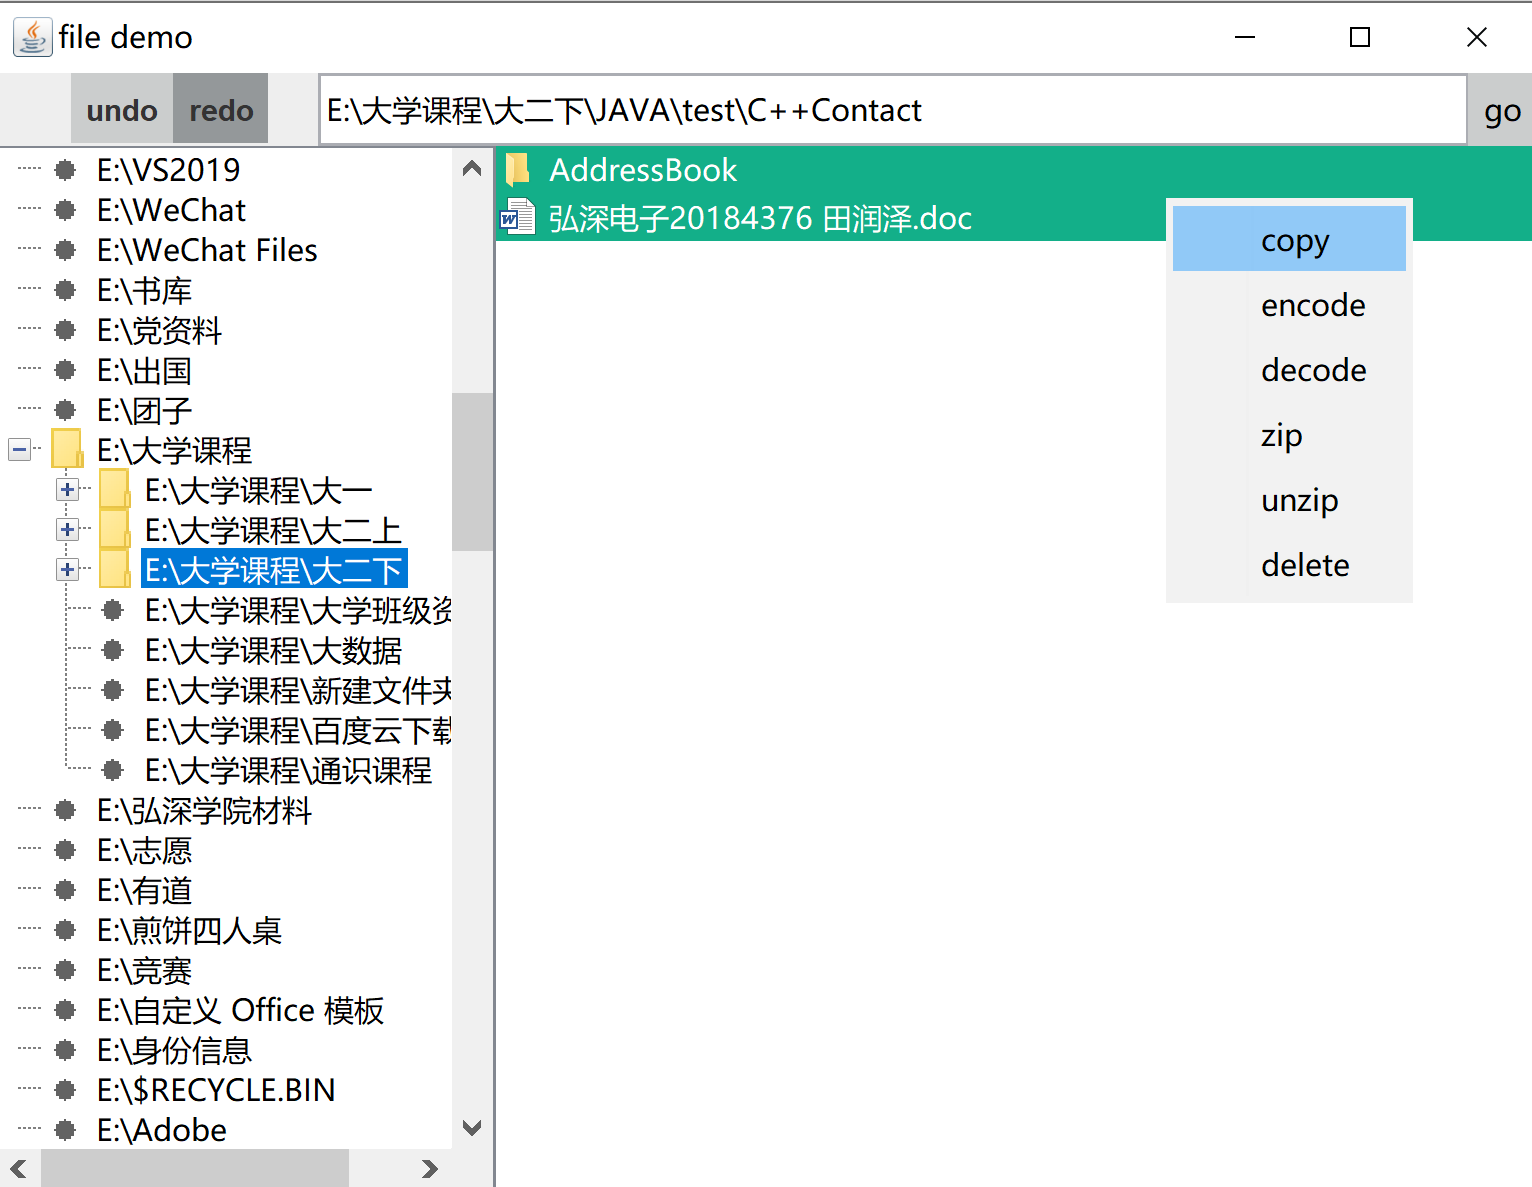 file demo
undo redo E:\大学课程\大二下\JAVA\test\C++Contact go
E:\VS2019
E:\WeChat
E:\WeChat Files
E:\书库
E:\党资料
E:\出国
E:\团子
E:\大学课程
E:\大学课程\大一
E:\大学课程\大二上
E:\大学课程\大二下
E:\大学课程\大学班级资
E:\大学课程\大数据
E:\大学课程\新建文件夹
E:\大学课程\百度云下载
E:\大学课程\通识课程
E:\弘深学院材料
E:\志愿
E:\有道
E:\煎饼四人桌
E:\竞赛
E:\自定义 Office 模板
E:\身份信息
E:\$RECYCLE.BIN
E:\Adobe
AddressBook
弘深电子20184376 田润泽.doc
copy
encode
decode
zip
unzip
delete